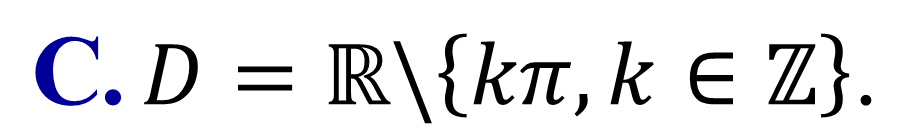 C. D = ℝ\{kπ, k ∈ ℤ}.